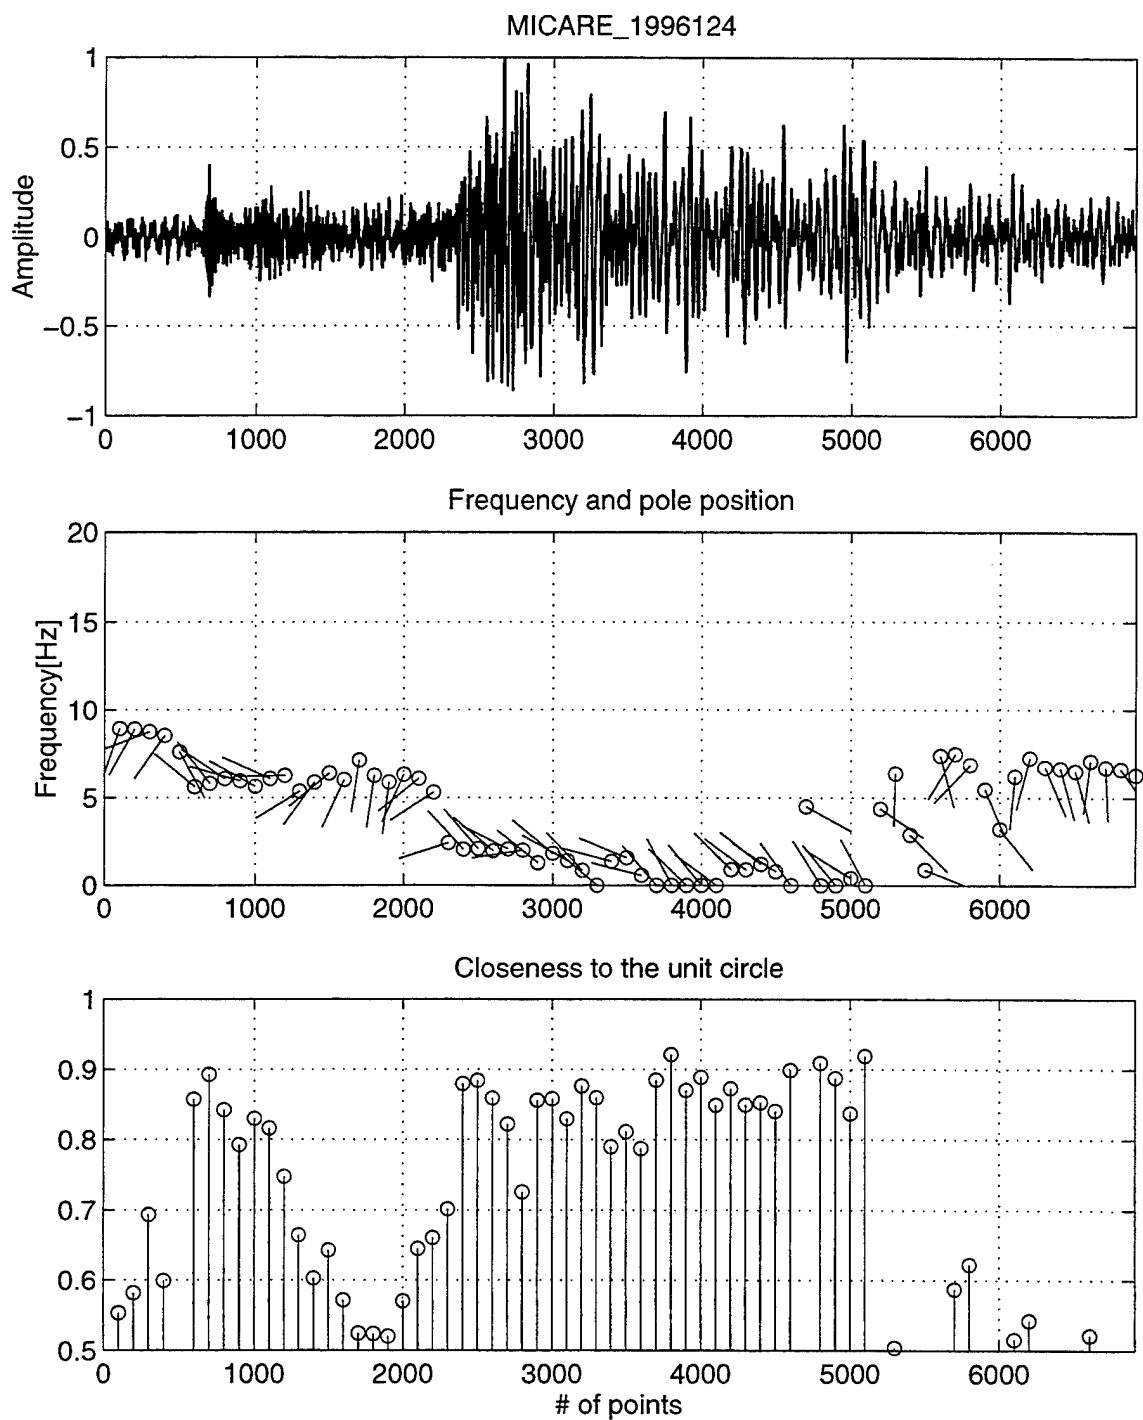 MICARE_1996124
1
0.5
0
−0.5
−1
Amplitude
0 1000 2000 3000 4000 5000 6000
Frequency and pole position
20
15
10
5
0
Frequency[Hz]
0 1000 2000 3000 4000 5000 6000
Closeness to the unit circle
1
0.9
0.8
0.7
0.6
0.5
0 1000 2000 3000 4000 5000 6000
# of points